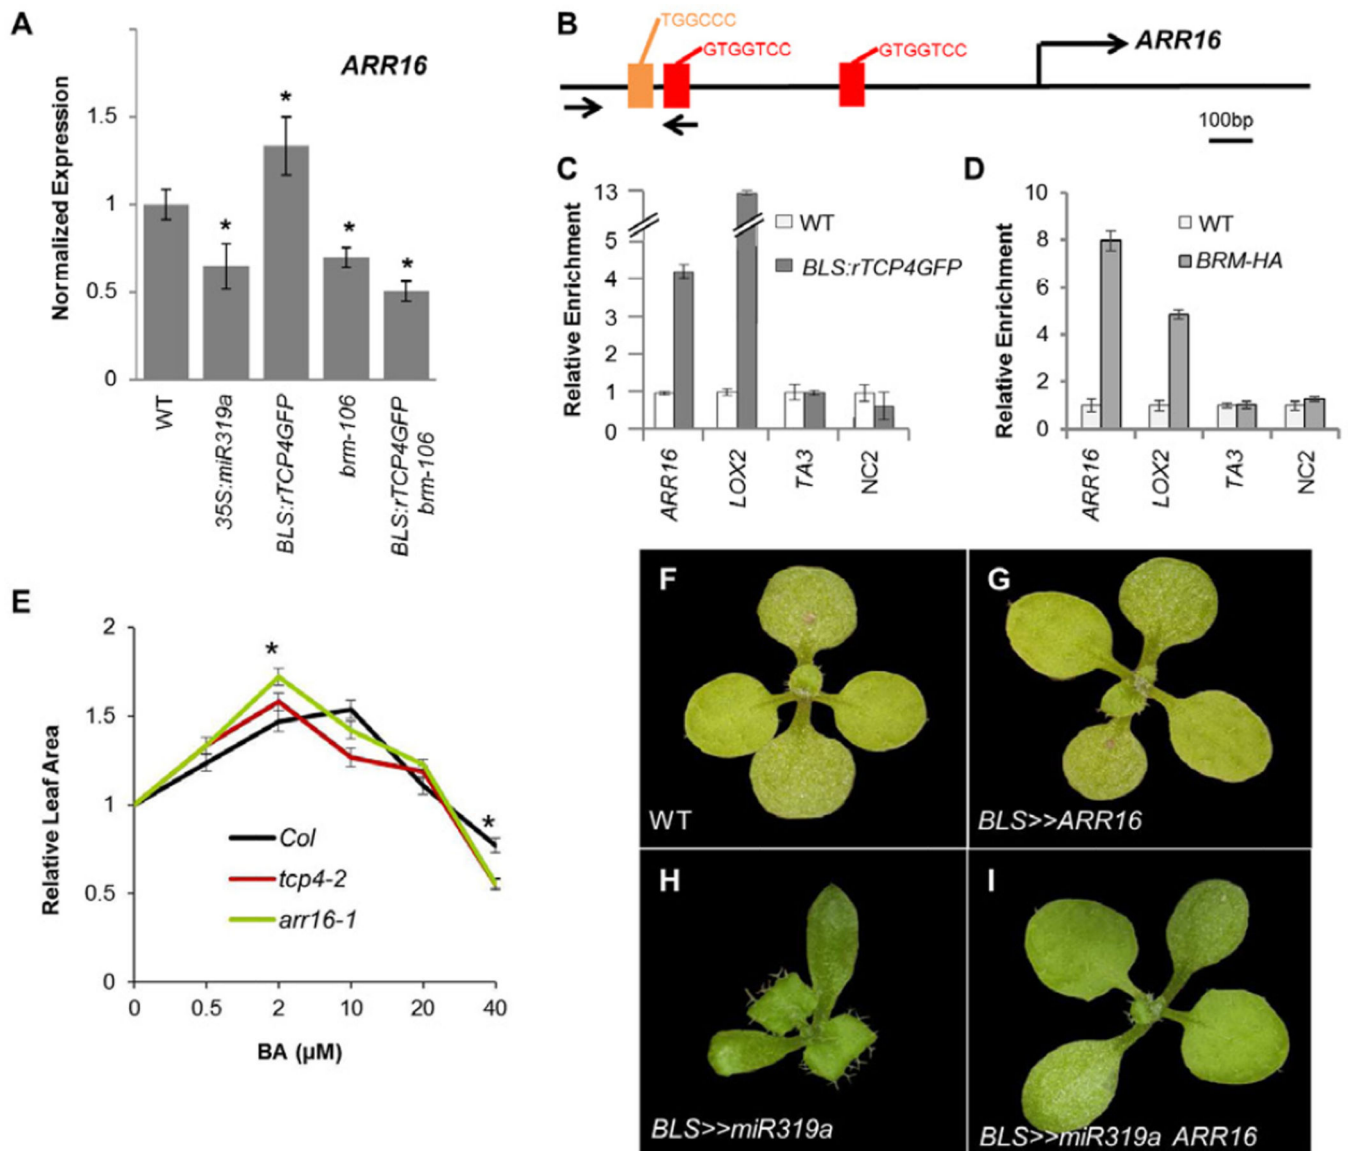 A
ARR16
Normalized Expression
1.5
1
0.5
0
WT
35S:miR319a
BLS:rTCP4GFP
brm-106
BLS:rTCP4GFP
brm-106
B
TGGCCC
GTGGTCC
GTGGTCC
ARR16
100bp
C
Relative Enrichment
13
5
4
3
2
1
0
WT
BLS:rTCP4GFP
ARR16
LOX2
TA3
NC2
D
Relative Enrichment
10
8
6
4
2
0
WT
BRM-HA
ARR16
LOX2
TA3
NC2
E
Relative Leaf Area
2
1.5
1
0.5
0
*
*
Col
tcp4-2
arr16-1
0 0.5 2 10 20 40
BA (µM)
F
WT
G
BLS>>ARR16
H
BLS>>miR319a
I
BLS>>miR319a ARR16